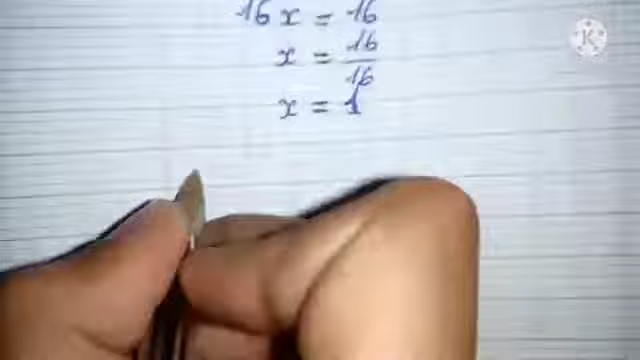 16x = 16
x = 16/16
x = 1
K